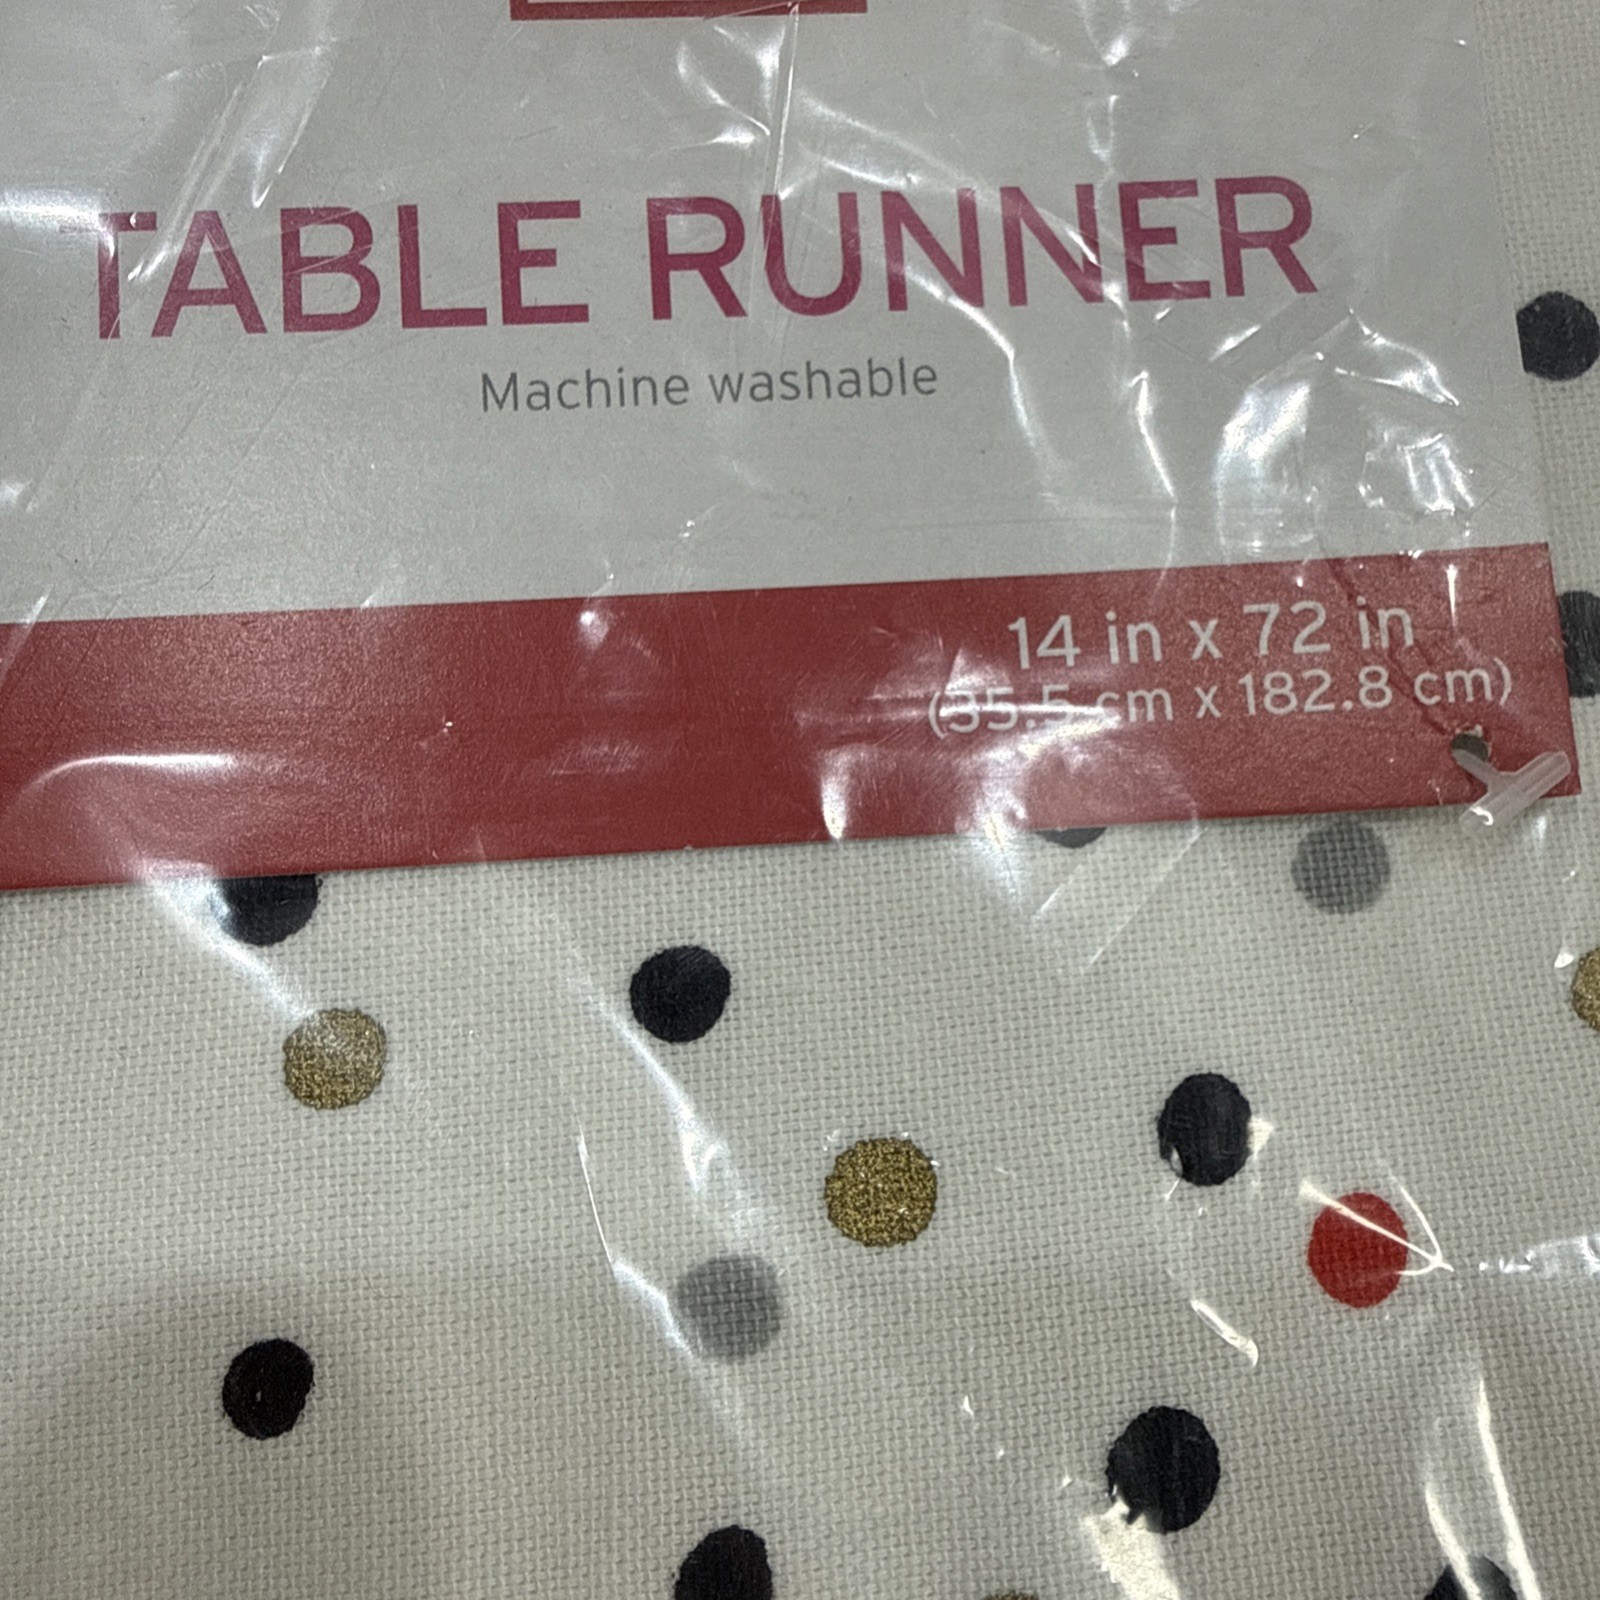 TABLE RUNNER
Machine washable
14 in x 72 in
(35.5 cm x 182.8 cm)